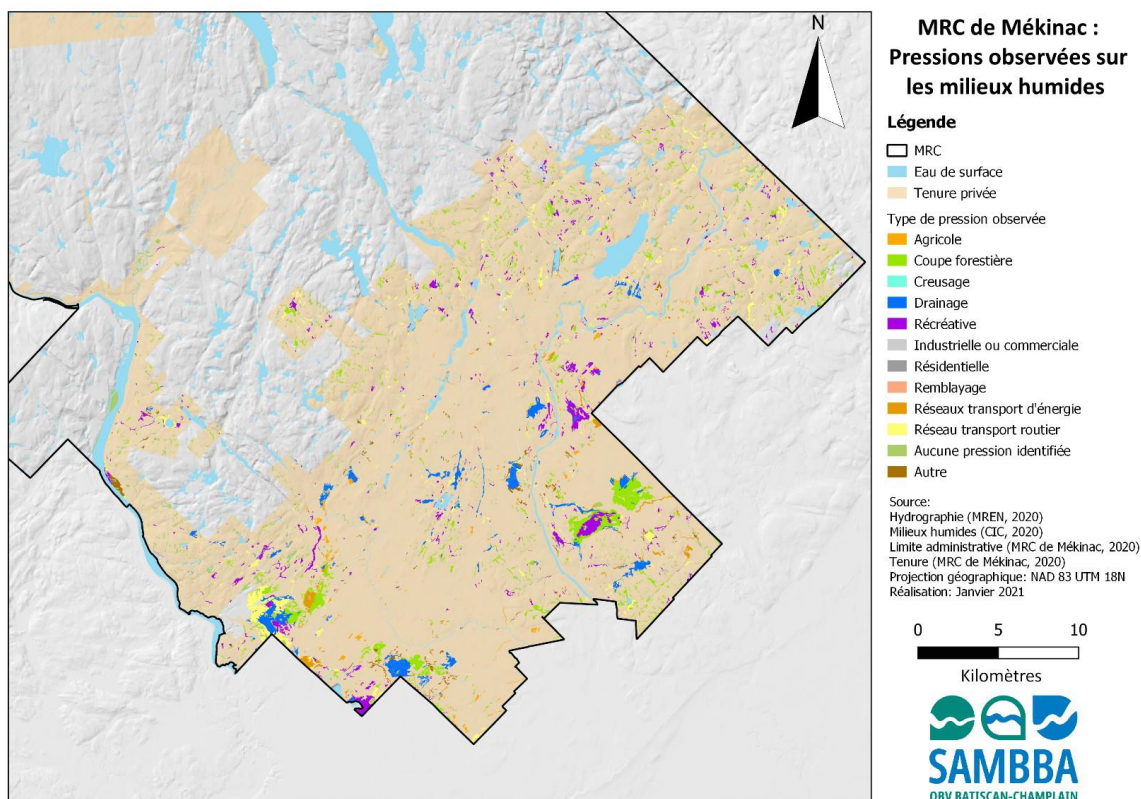 N
MRC de Mékinac :
Pressions observées sur
les milieux humides
Légende
MRC
Eau de surface
Tenure privée
Type de pression observée
Agricole
Coupe forestière
Creusage
Drainage
Récréative
Industrielle ou commerciale
Résidentielle
Remblayage
Réseaux transport d'énergie
Réseau transport routier
Aucune pression identifiée
Autre
Source:
Hydrographie (MREN, 2020)
Milieux humides (CIC, 2020)
Limite administrative (MRC de Mékinac, 2020)
Tenure (MRC de Mékinac, 2020)
Projection géographique: NAD 83 UTM 18N
Réalisation: Janvier 2021
0 5 10
Kilomètres
SAMBBA
OBV BATISCAN-CHAMPLAIN